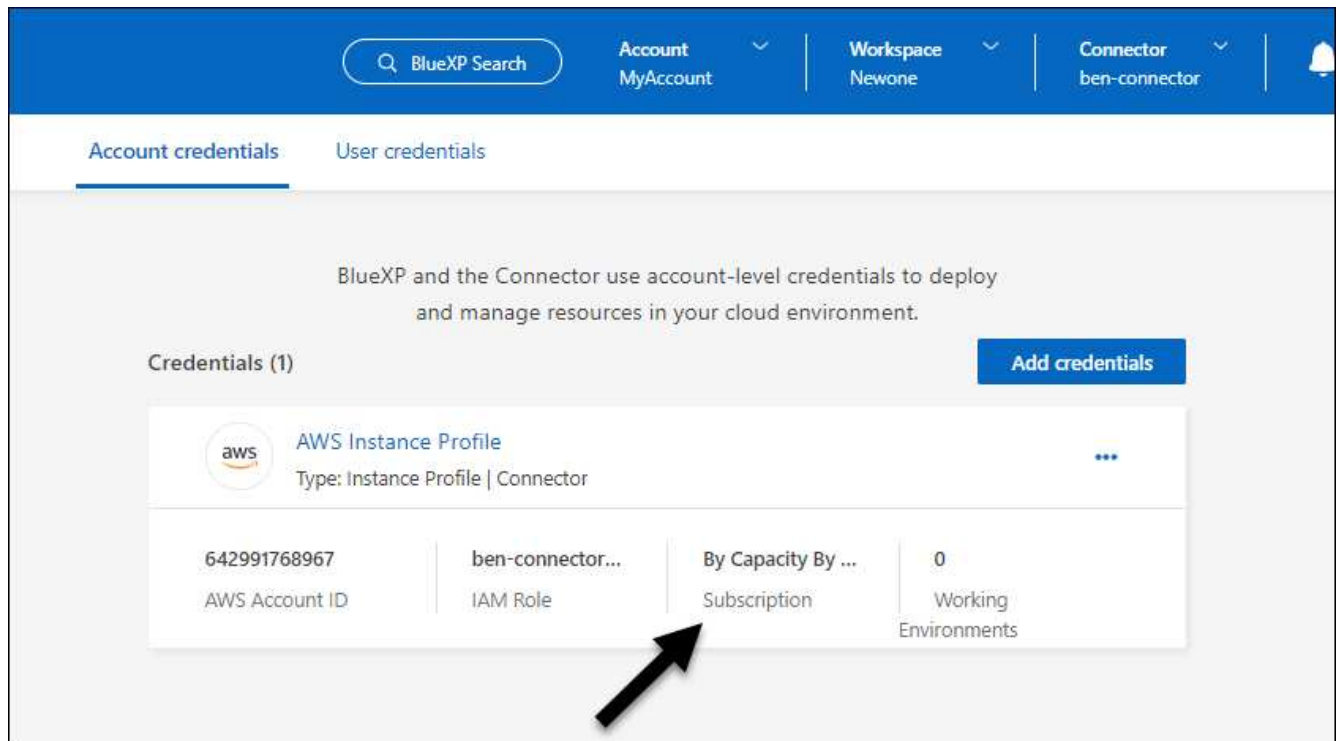 BlueXP Search
Account
MyAccount
Workspace
Newone
Connector
ben-connector
Account credentials
User credentials
BlueXP and the Connector use account-level credentials to deploy
and manage resources in your cloud environment.
Credentials (1)
Add credentials
aws
AWS Instance Profile
Type: Instance Profile | Connector
642991768967
AWS Account ID
ben-connector...
IAM Role
By Capacity By ...
Subscription
0
Working
Environments